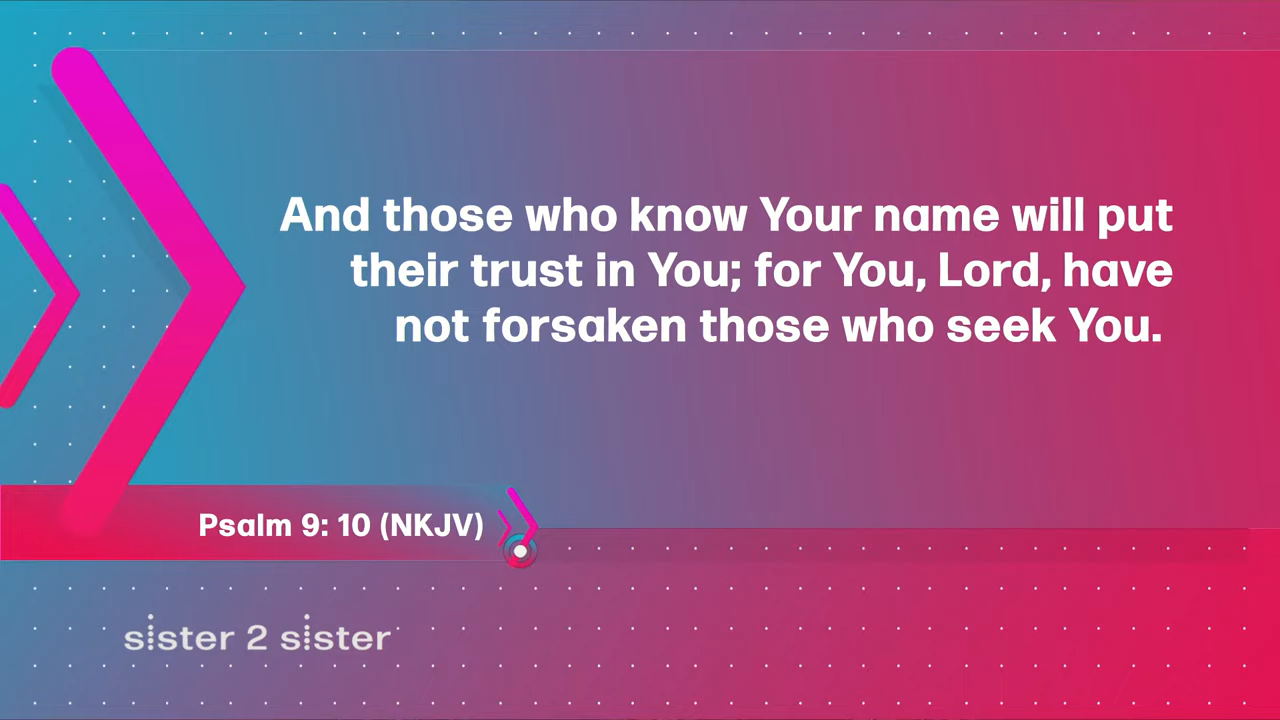 And those who know Your name will put
their trust in You; for You, Lord, have
not forsaken those who seek You.
Psalm 9: 10 (NKJV)
sister 2 sister